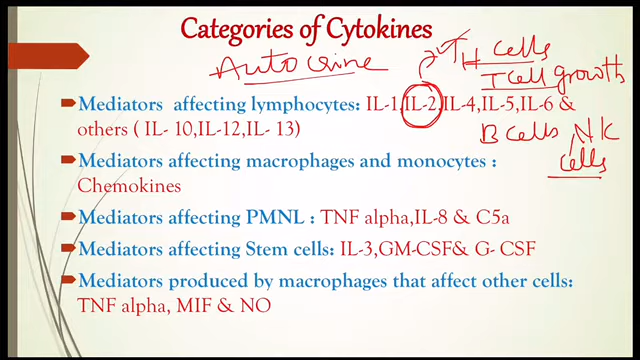 Categories of Cytokines
Autocrine
TH cells
T cell growth
Mediators affecting lymphocytes: IL-1,IL-2,IL-4,IL-5,IL-6 &
others ( IL- 10,IL-12,IL- 13)
B cells, NK
cells
Mediators affecting macrophages and monocytes :
Chemokines
Mediators affecting PMNL : TNF alpha,IL-8 & C5a
Mediators affecting Stem cells: IL-3,GM-CSF& G- CSF
Mediators produced by macrophages that affect other cells:
TNF alpha, MIF & NO